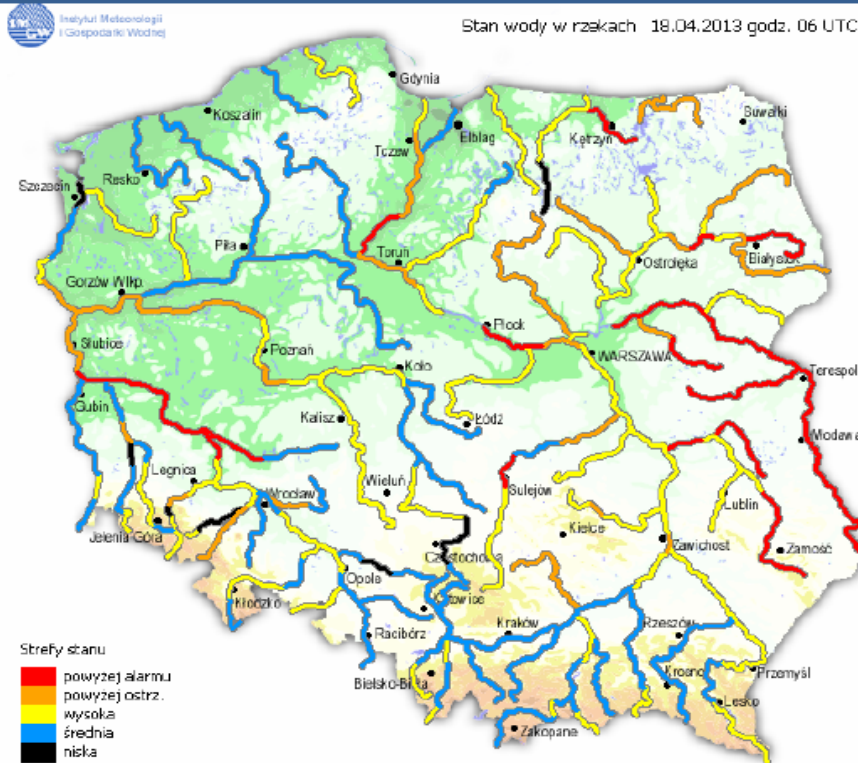 IMGW
Instytut Meteorologii
i Gospodarki Wodnej
Stan wody w rzekach 18.04.2013 godz. 06 UTC
Gdynia
Koszalin
Suwałki
Elbląg
Kętrzyn
Tczew
Resko
Szczecin
Piła
Toruń
Białystok
Ostrołęka
Gorzów Wlkp.
Płock
Słubice
Poznań
WARSZAWA
Koło
Terespol
Gubin
Kalisz
Łódź
Włodawa
Legnica
Wieluń
Sulejów
Wrocław
Lublin
Jelenia Góra
Kielce
Częstochowa
Zawichost
Zamość
Opole
Kłodzko
Katowice
Racibórz
Kraków
Rzeszów
Strefy stanu
powyżej alarmu
Bielsko-Biała
Krosno
Przemyśl
powyżej ostrz.
Lesko
wysoka
średnia
Zakopane
niska